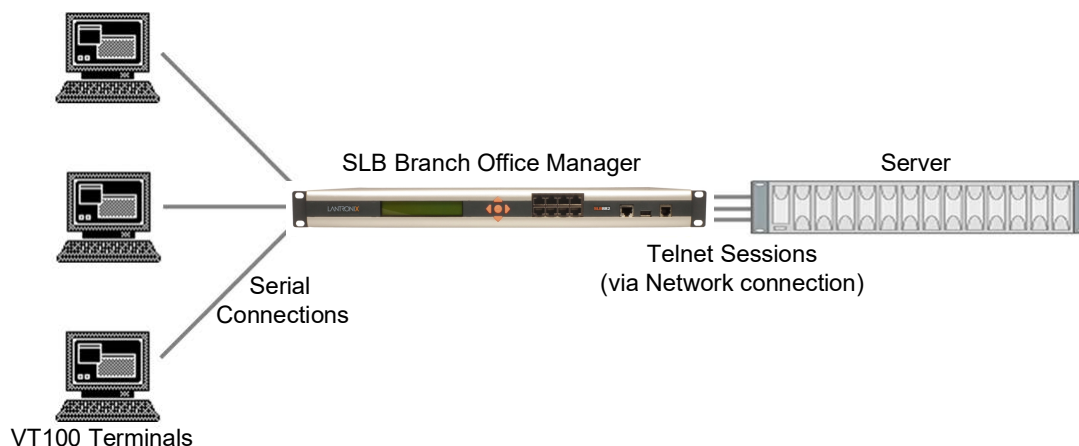 SLB Branch Office Manager
Server
LANTRONIX
Telnet Sessions
(via Network connection)
Serial
Connections
VT100 Terminals